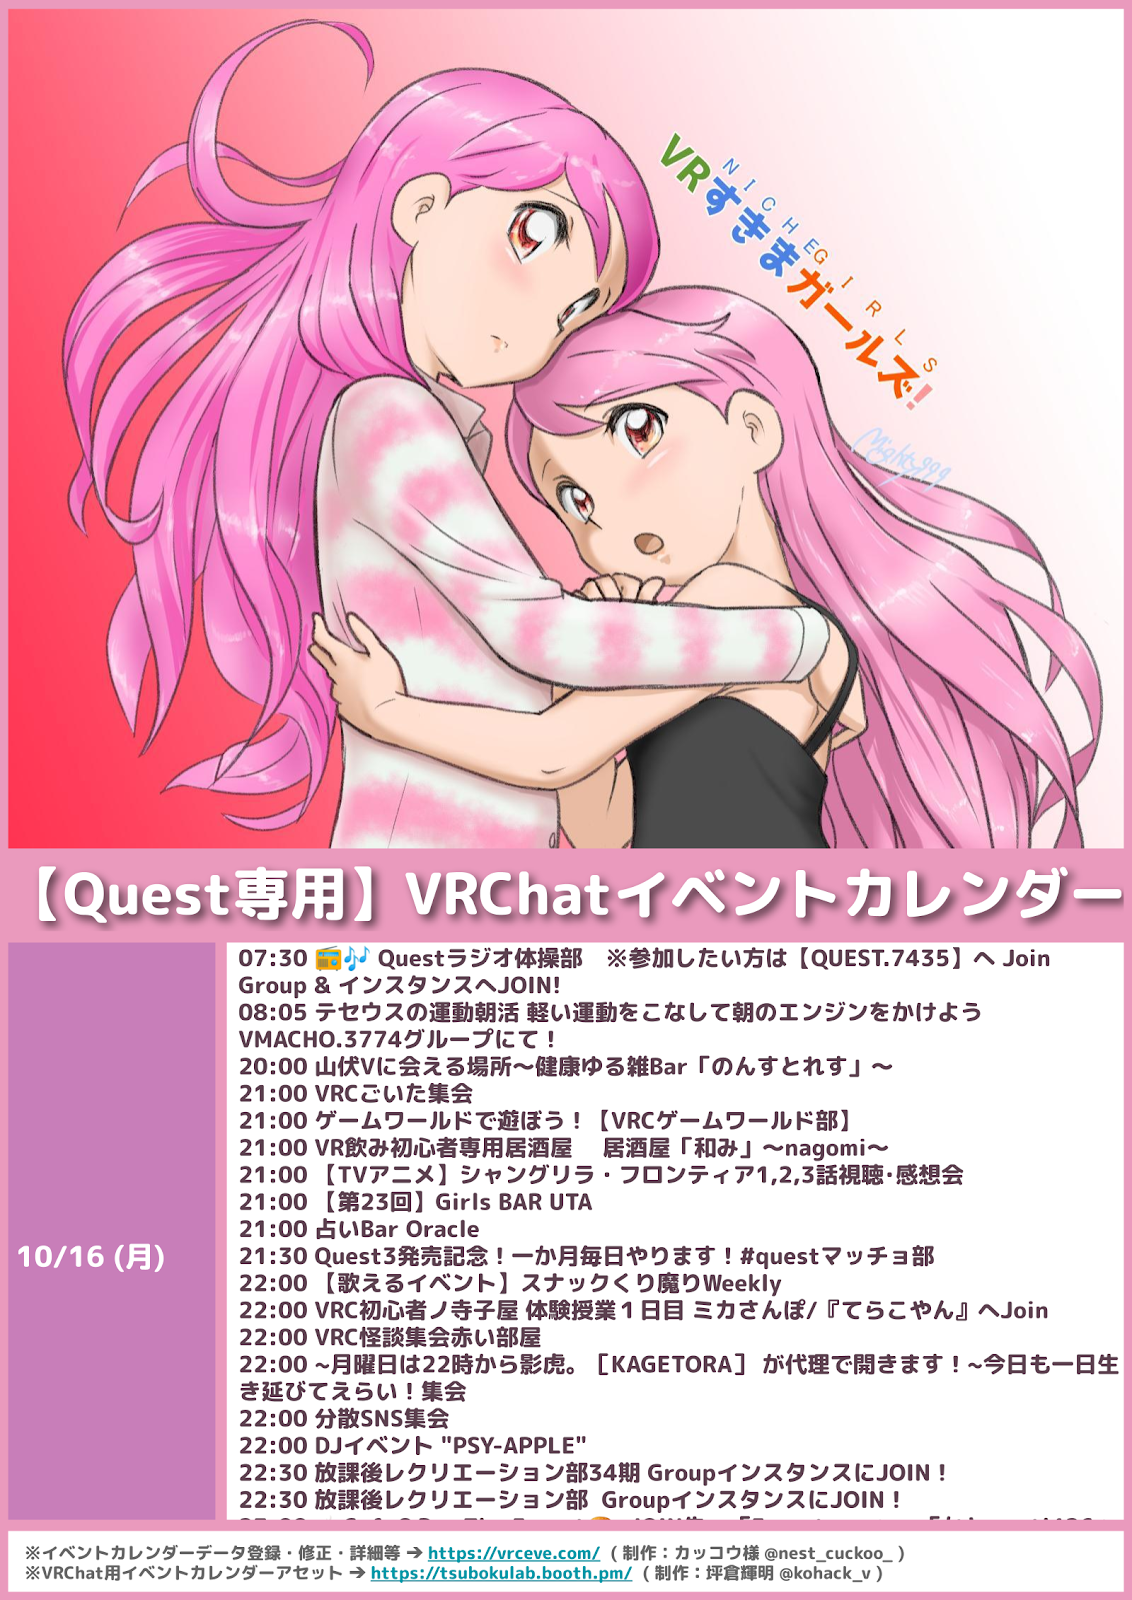 VRすきまガールズ!
NICHE GIRLS
Mighty999
【Quest専用】VRChatイベントカレンダー
10/16 (月)
07:30 📻🎶 Questラジオ体操部　※参加したい方は【QUEST.7435】へ Join
Group & インスタンスへJOIN!
08:05 テセウスの運動朝活 軽い運動をこなして朝のエンジンをかけよう
VMACHO.3774グループにて！
20:00 山伏Vに会える場所〜健康ゆる雑Bar「のんすとれす」〜
21:00 VRCごいた集会
21:00 ゲームワールドで遊ぼう！【VRCゲームワールド部】
21:00 VR飲み初心者専用居酒屋　居酒屋「和み」〜nagomi〜
21:00 【TVアニメ】シャングリラ・フロンティア1,2,3話視聴･感想会
21:00 【第23回】Girls BAR UTA
21:00 占いBar Oracle
21:30 Quest3発売記念！一か月毎日やります！#questマッチョ部
22:00 【歌えるイベント】スナックくり魔りWeekly
22:00 VRC初心者ノ寺子屋 体験授業１日目 ミカさんぽ/『てらこやん』へJoin
22:00 VRC怪談集会赤い部屋
22:00 ~月曜日は22時から影虎。［KAGETORA］ が代理で開きます！~今日も一日生
き延びてえらい！集会
22:00 分散SNS集会
22:00 DJイベント "PSY-APPLE"
22:30 放課後レクリエーション部34期 GroupインスタンスにJOIN！
22:30 放課後レクリエーション部 GroupインスタンスにJOIN！
※イベントカレンダーデータ登録・修正・詳細等 ➔ https://vrceve.com/ （制作：カッコウ様 @nest_cuckoo_ ）
※VRChat用イベントカレンダーアセット ➔ https://tsubokulab.booth.pm/ （制作：坪倉輝明 @kohack_v ）